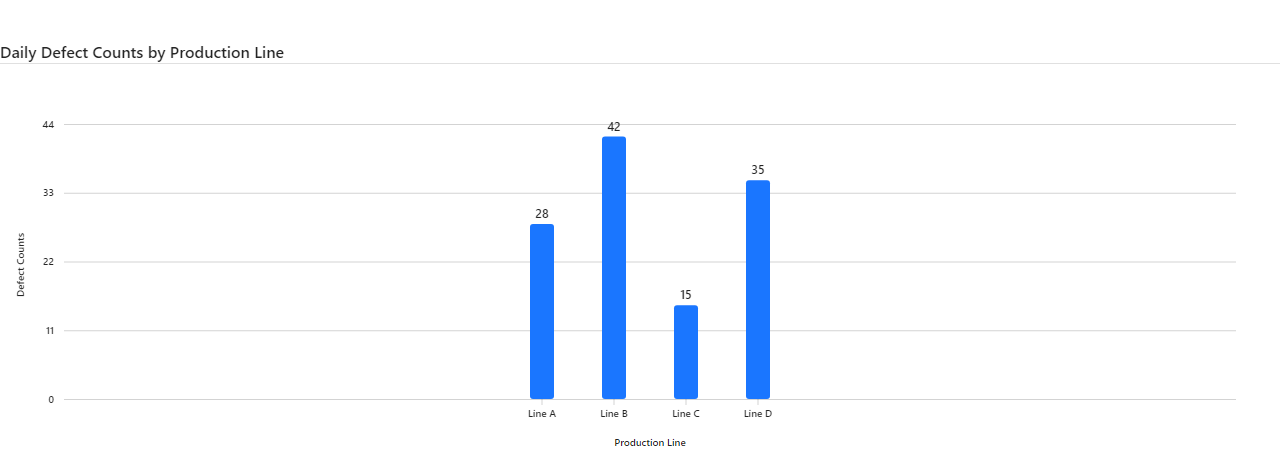 Daily Defect Counts by Production Line
44
33
22
11
0
Defect Counts
28
42
15
35
Line A
Line B
Line C
Line D
Production Line